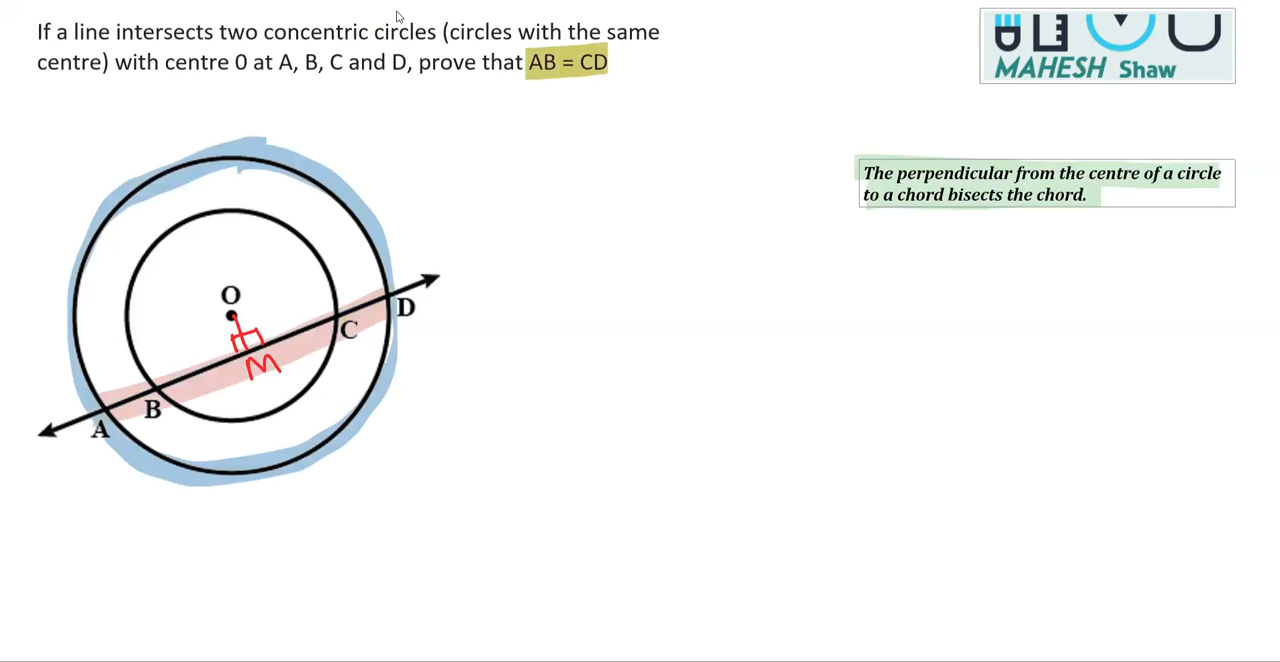 If a line intersects two concentric circles (circles with the same
centre) with centre 0 at A, B, C and D, prove that AB = CD
MAHESH Shaw
The perpendicular from the centre of a circle
to a chord bisects the chord.
O
D
C
M
B
A